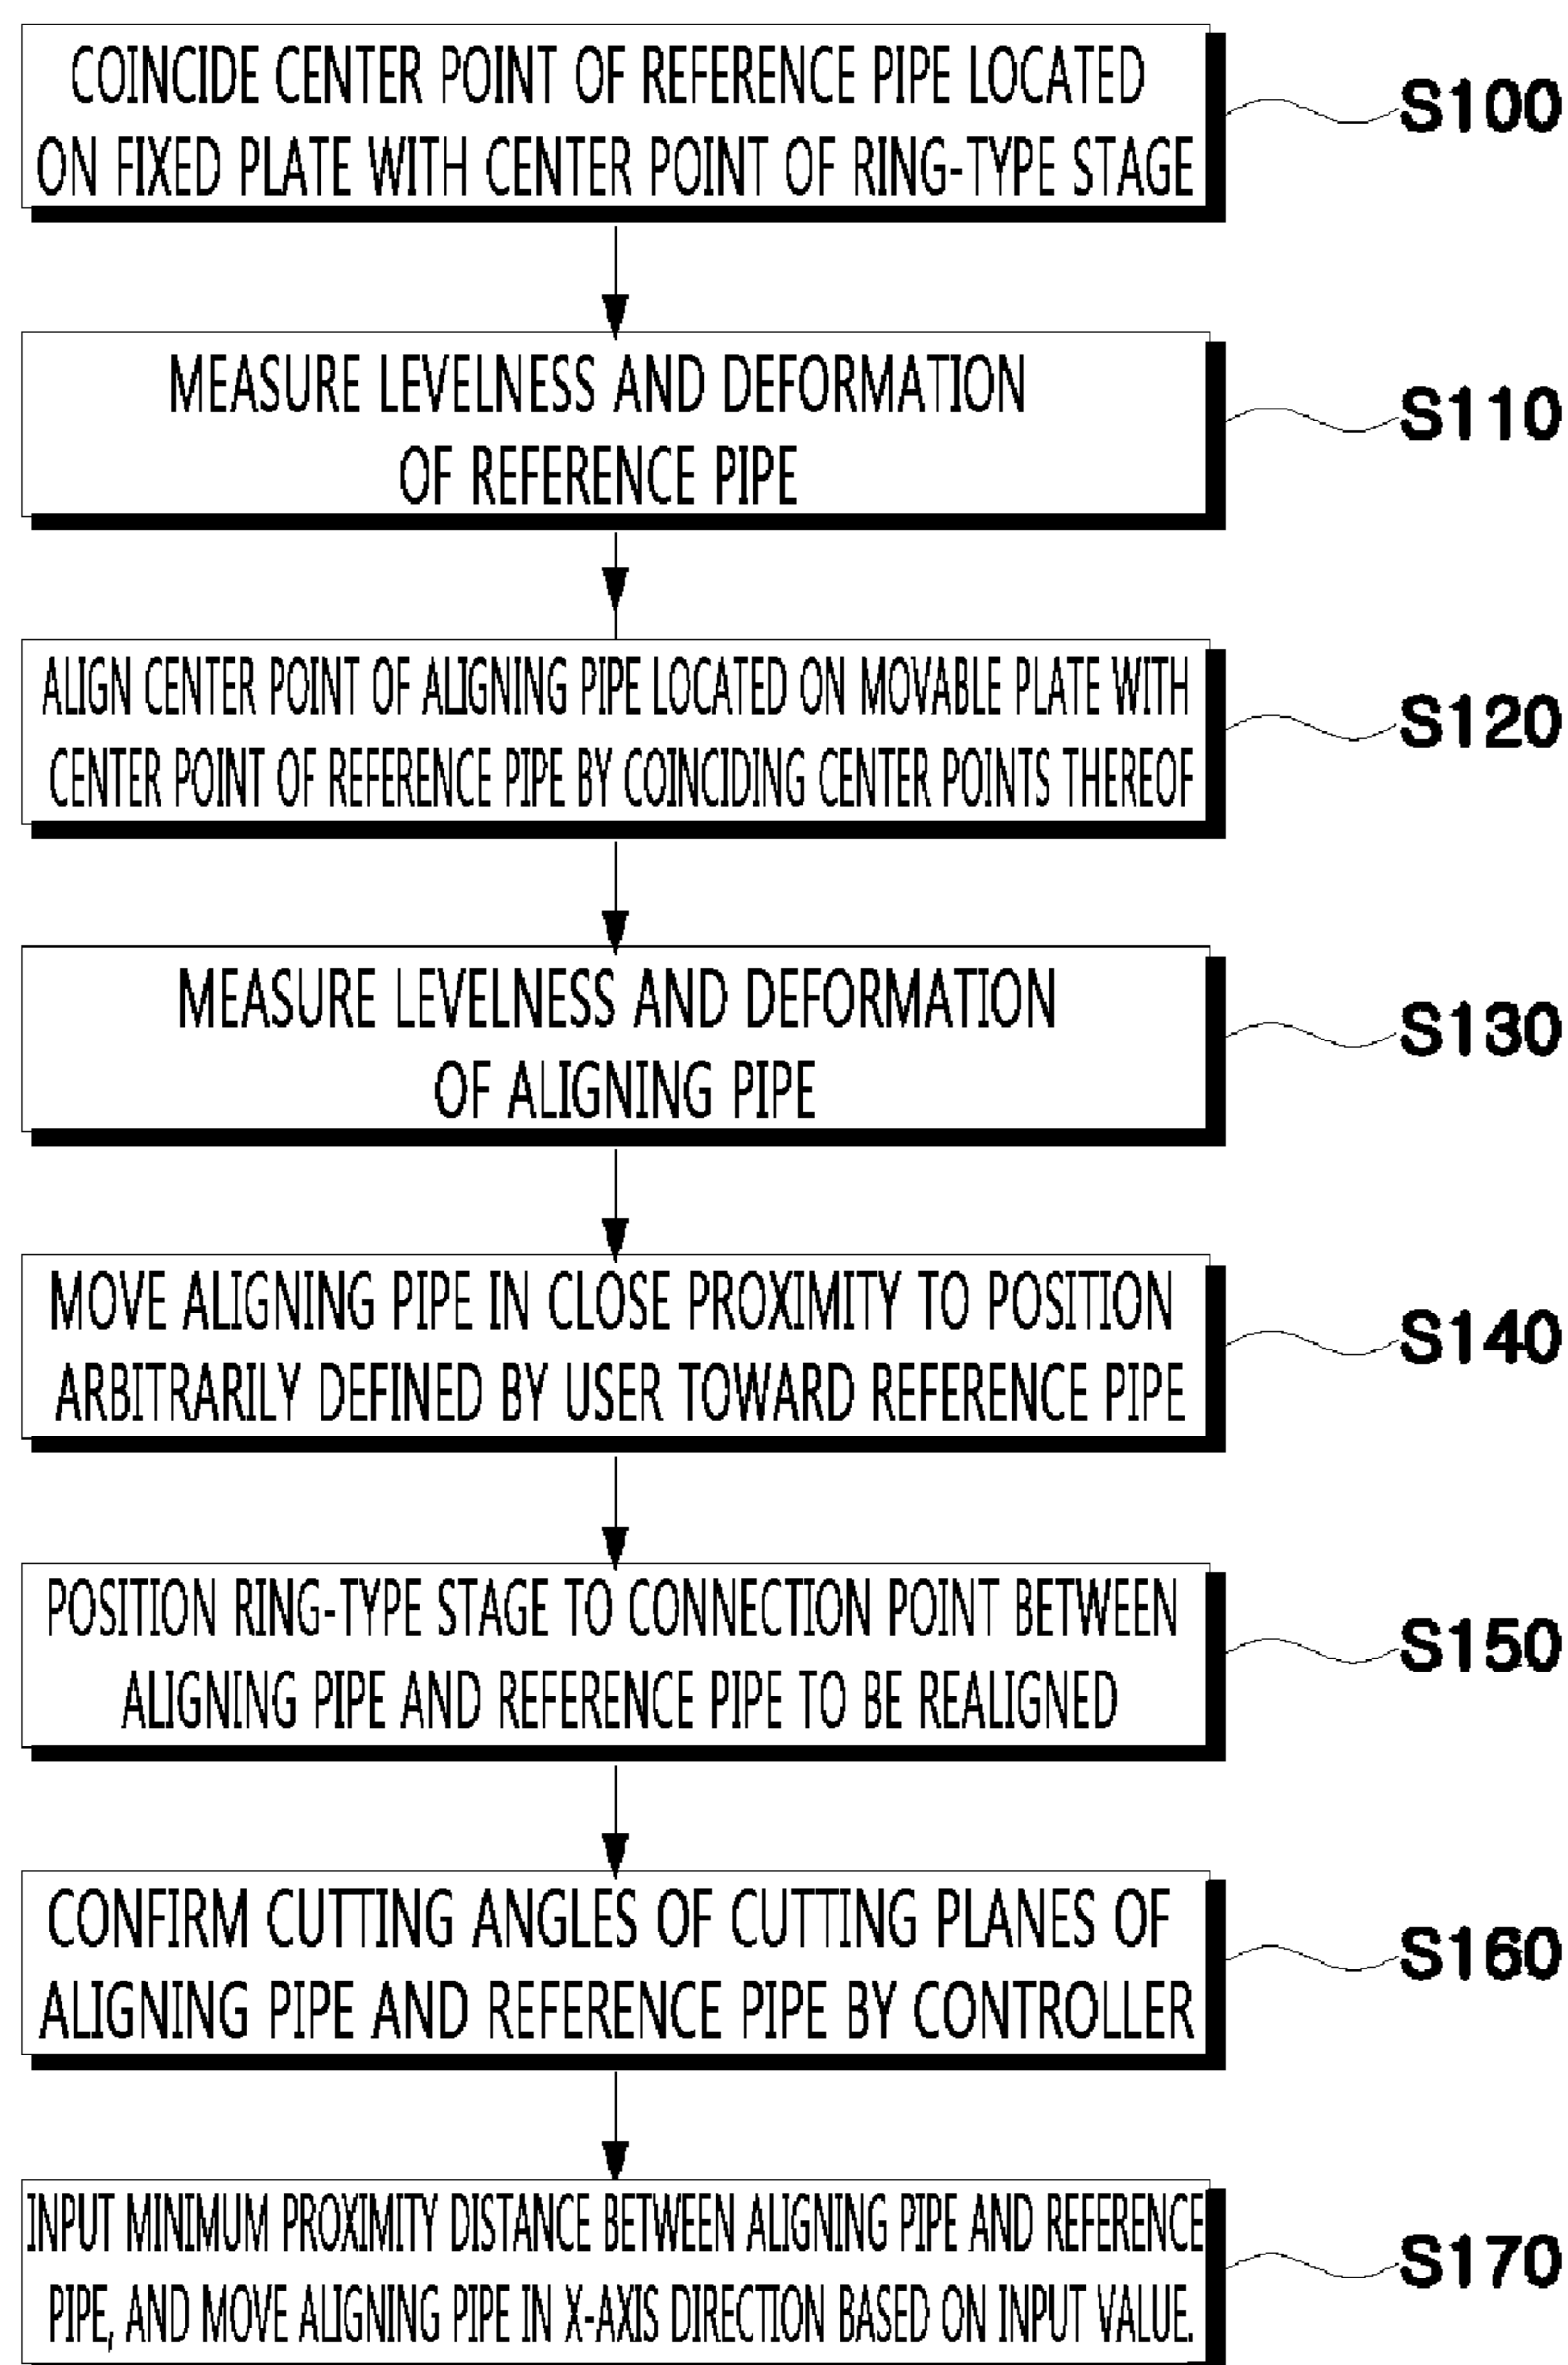 COINCIDE CENTER POINT OF REFERENCE PIPE LOCATED
ON FIXED PLATE WITH CENTER POINT OF RING-TYPE STAGE
S100
MEASURE LEVELNESS AND DEFORMATION
OF REFERENCE PIPE
S110
ALIGN CENTER POINT OF ALIGNING PIPE LOCATED ON MOVABLE PLATE WITH
CENTER POINT OF REFERENCE PIPE BY COINCIDING CENTER POINTS THEREOF
S120
MEASURE LEVELNESS AND DEFORMATION
OF ALIGNING PIPE
S130
MOVE ALIGNING PIPE IN CLOSE PROXIMITY TO POSITION
ARBITRARILY DEFINED BY USER TOWARD REFERENCE PIPE
S140
POSITION RING-TYPE STAGE TO CONNECTION POINT BETWEEN
ALIGNING PIPE AND REFERENCE PIPE TO BE REALIGNED
S150
CONFIRM CUTTING ANGLES OF CUTTING PLANES OF
ALIGNING PIPE AND REFERENCE PIPE BY CONTROLLER
S160
INPUT MINIMUM PROXIMITY DISTANCE BETWEEN ALIGNING PIPE AND REFERENCE
PIPE, AND MOVE ALIGNING PIPE IN X-AXIS DIRECTION BASED ON INPUT VALUE.
S170